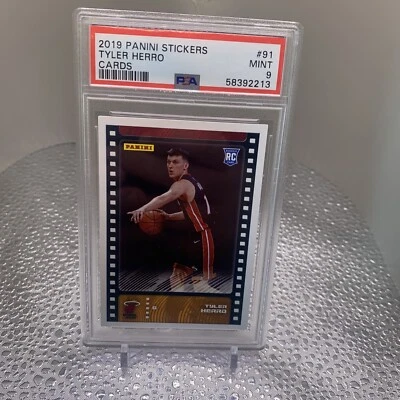 2019 PANINI STICKERS #91
TYLER HERRO MINT
CARDS 9
PSA 58392213
PANINI
RC
TYLER
HERRO